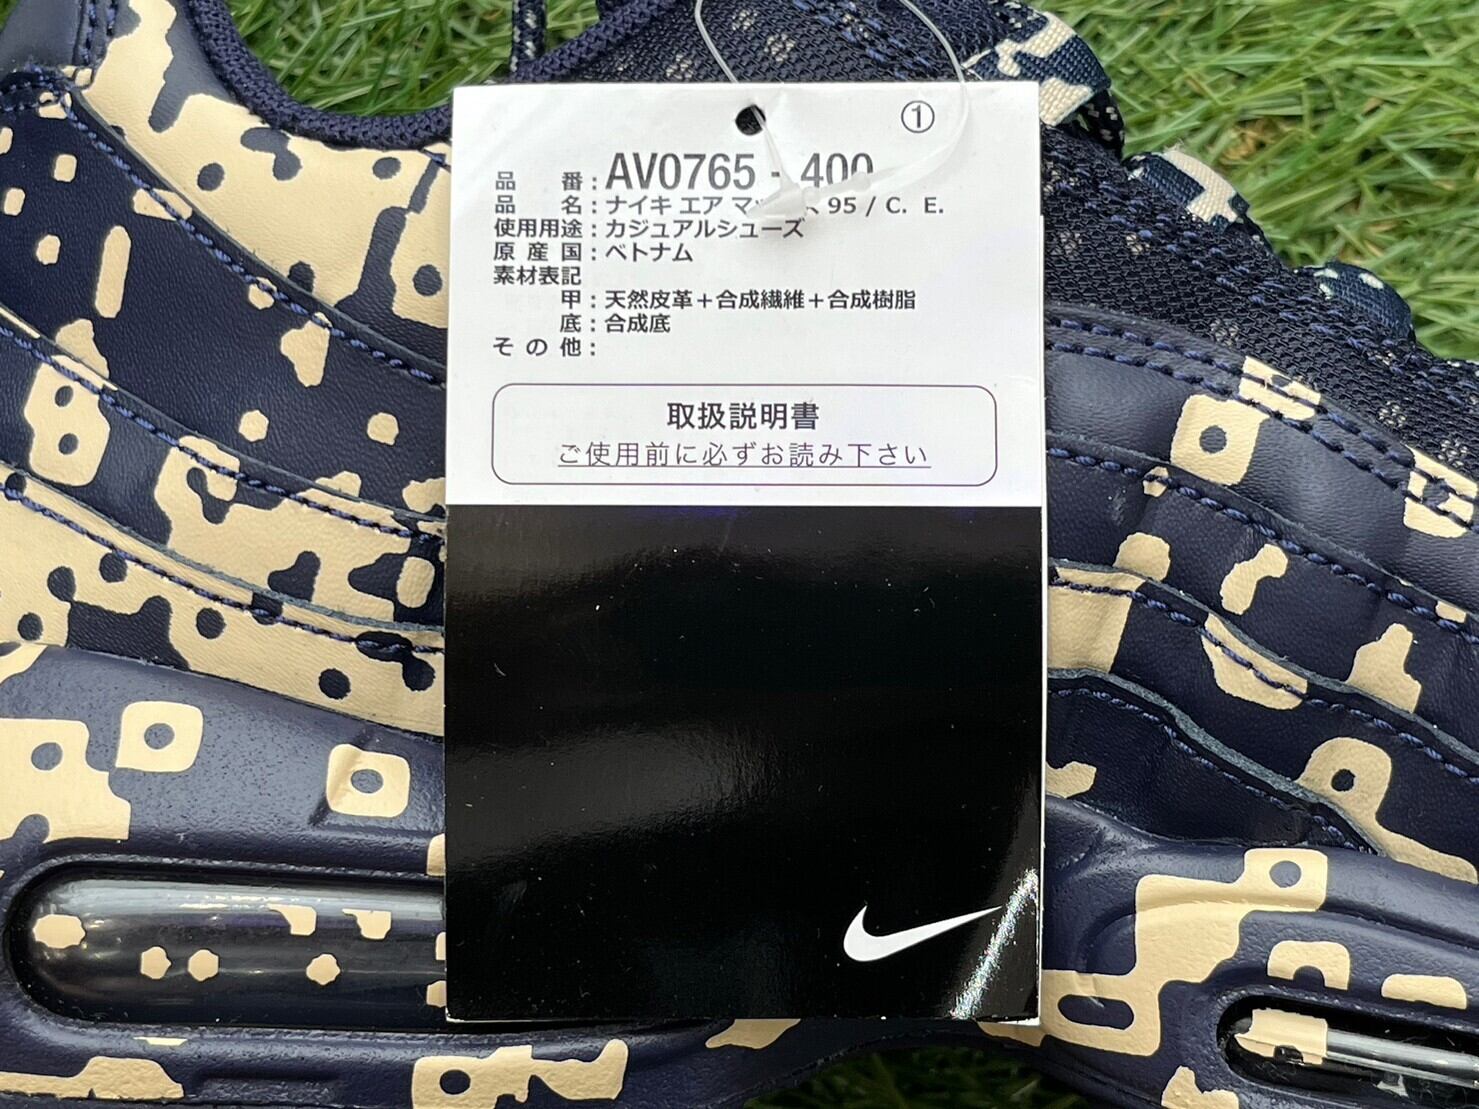 ①
品 番 : AV0765 - 400
品 名 : ナイキ エア 95 / C. E.
使用用途 : カジュアルシューズ
原 産 国 : ベトナム
素材表記
甲 : 天然皮革+合成繊維+合成樹脂
底 : 合成底
そ の 他 :
取扱説明書
ご使用前に必ずお読み下さい